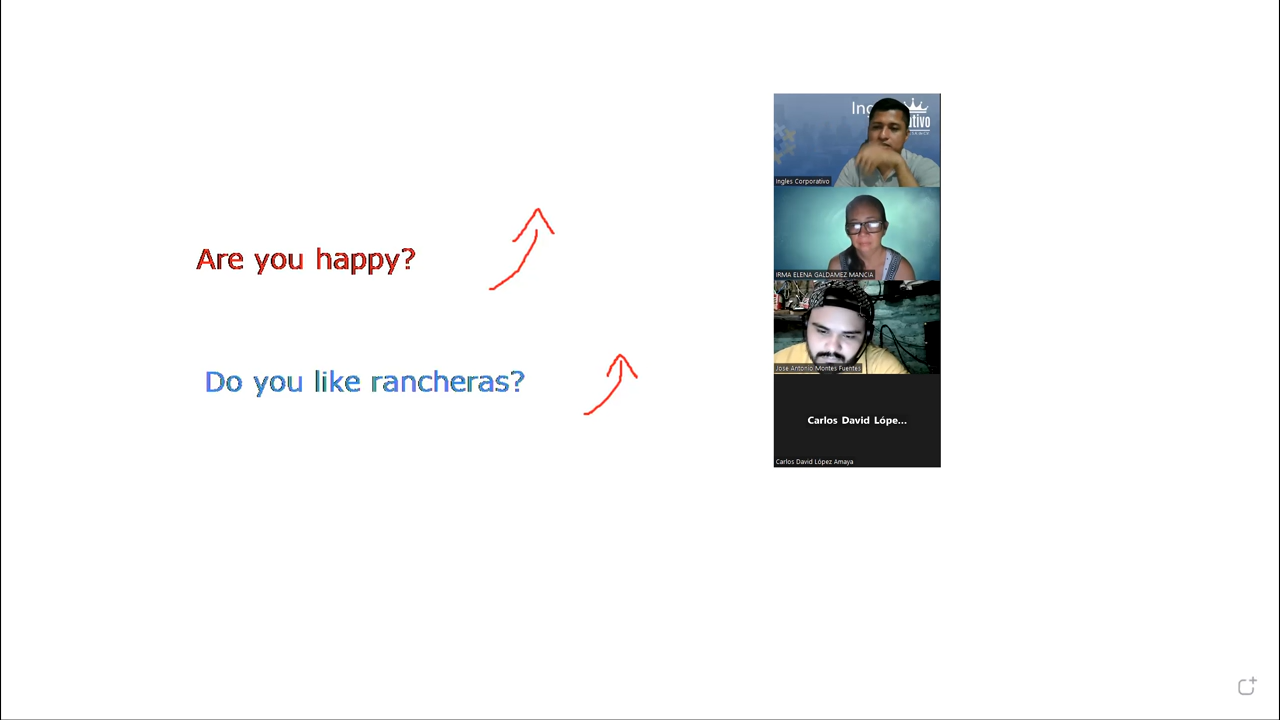 Are you happy?
Do you like rancheras?
Ingles Corporativo
IRMA ELENA GALDAMEZ MANCIA
Jose Antonio Montes Fuentes
Carlos David Lópe...
Carlos David López Amaya